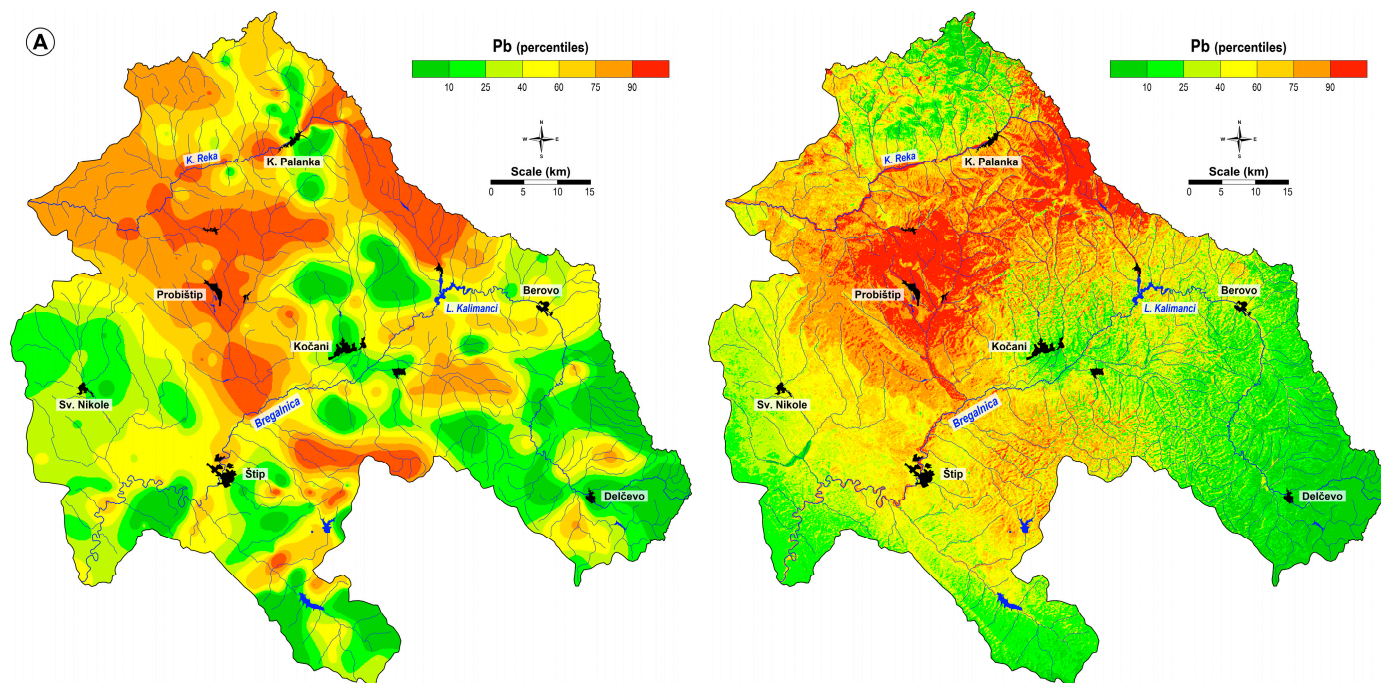 A
Pb (percentiles)
10 25 40 60 75 90
N
W E
S
Scale (km)
0 5 10 15
K. Reka
K. Palanka
Probištip
Berovo
L. Kalimanci
Kočani
Sv. Nikole
Bregalnica
Štip
Delčevo
Pb (percentiles)
10 25 40 60 75 90
N
W E
S
Scale (km)
0 5 10 15
K. Reka
K. Palanka
Probištip
Berovo
L. Kalimanci
Kočani
Sv. Nikole
Bregalnica
Štip
Delčevo